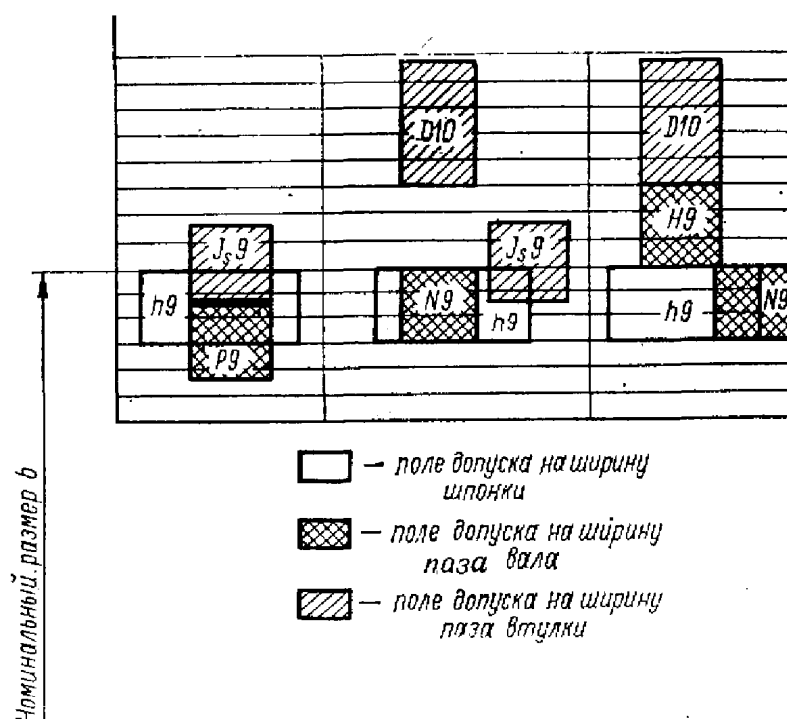 D10
D10
H9
Js9
Js9
h9
N9
h9
h9
N9
P9
Номинальный размер b
— поле допуска на ширину
шпонки
— поле допуска на ширину
паза вала
— поле допуска на ширину
паза втулки